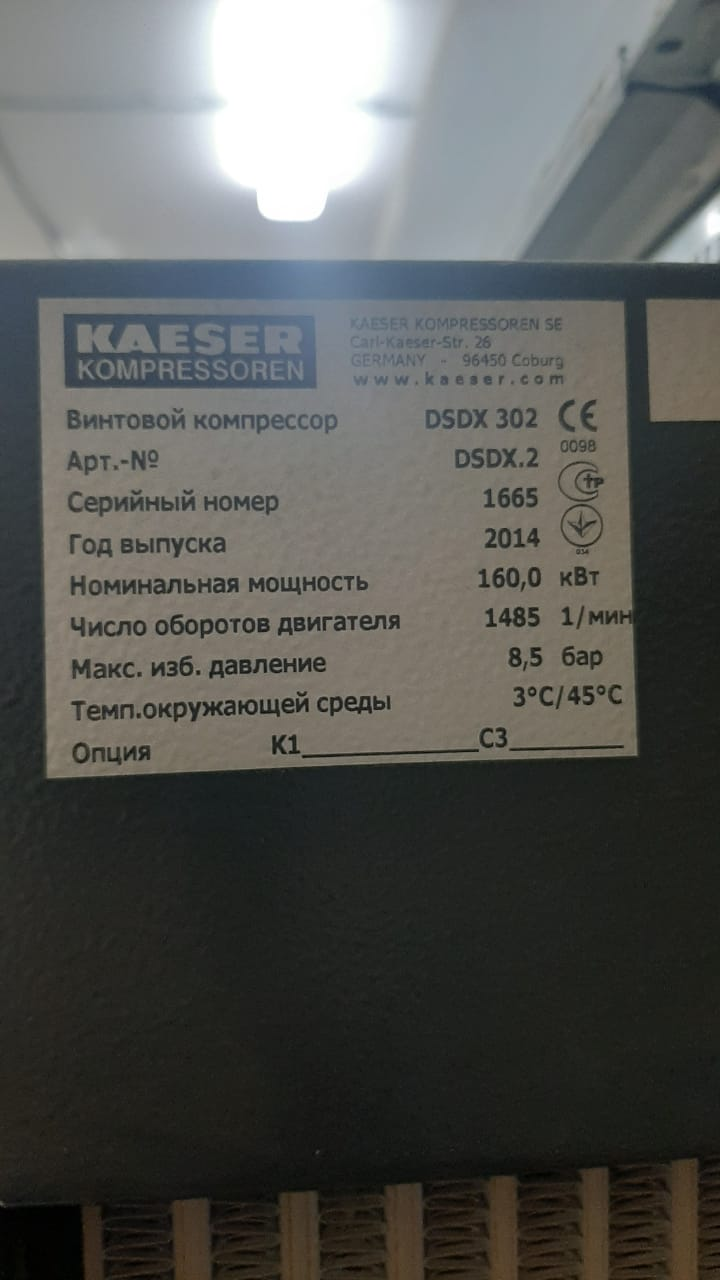 KAESER
KOMPRESSOREN
KAESER KOMPRESSOREN SE
Carl-Kaeser-Str. 26
GERMANY - 96450 Coburg
www.kaeser.com
Винтовой компрессор DSDX 302 CE
0098
Арт.-№ DSDX.2
Серийный номер 1665
Год выпуска 2014
034
Номинальная мощность 160,0 кВт
Число оборотов двигателя 1485 1/мин
Макс. изб. давление 8,5 бар
Темп.окружающей среды 3°C/45°C
Опция K1___________C3________